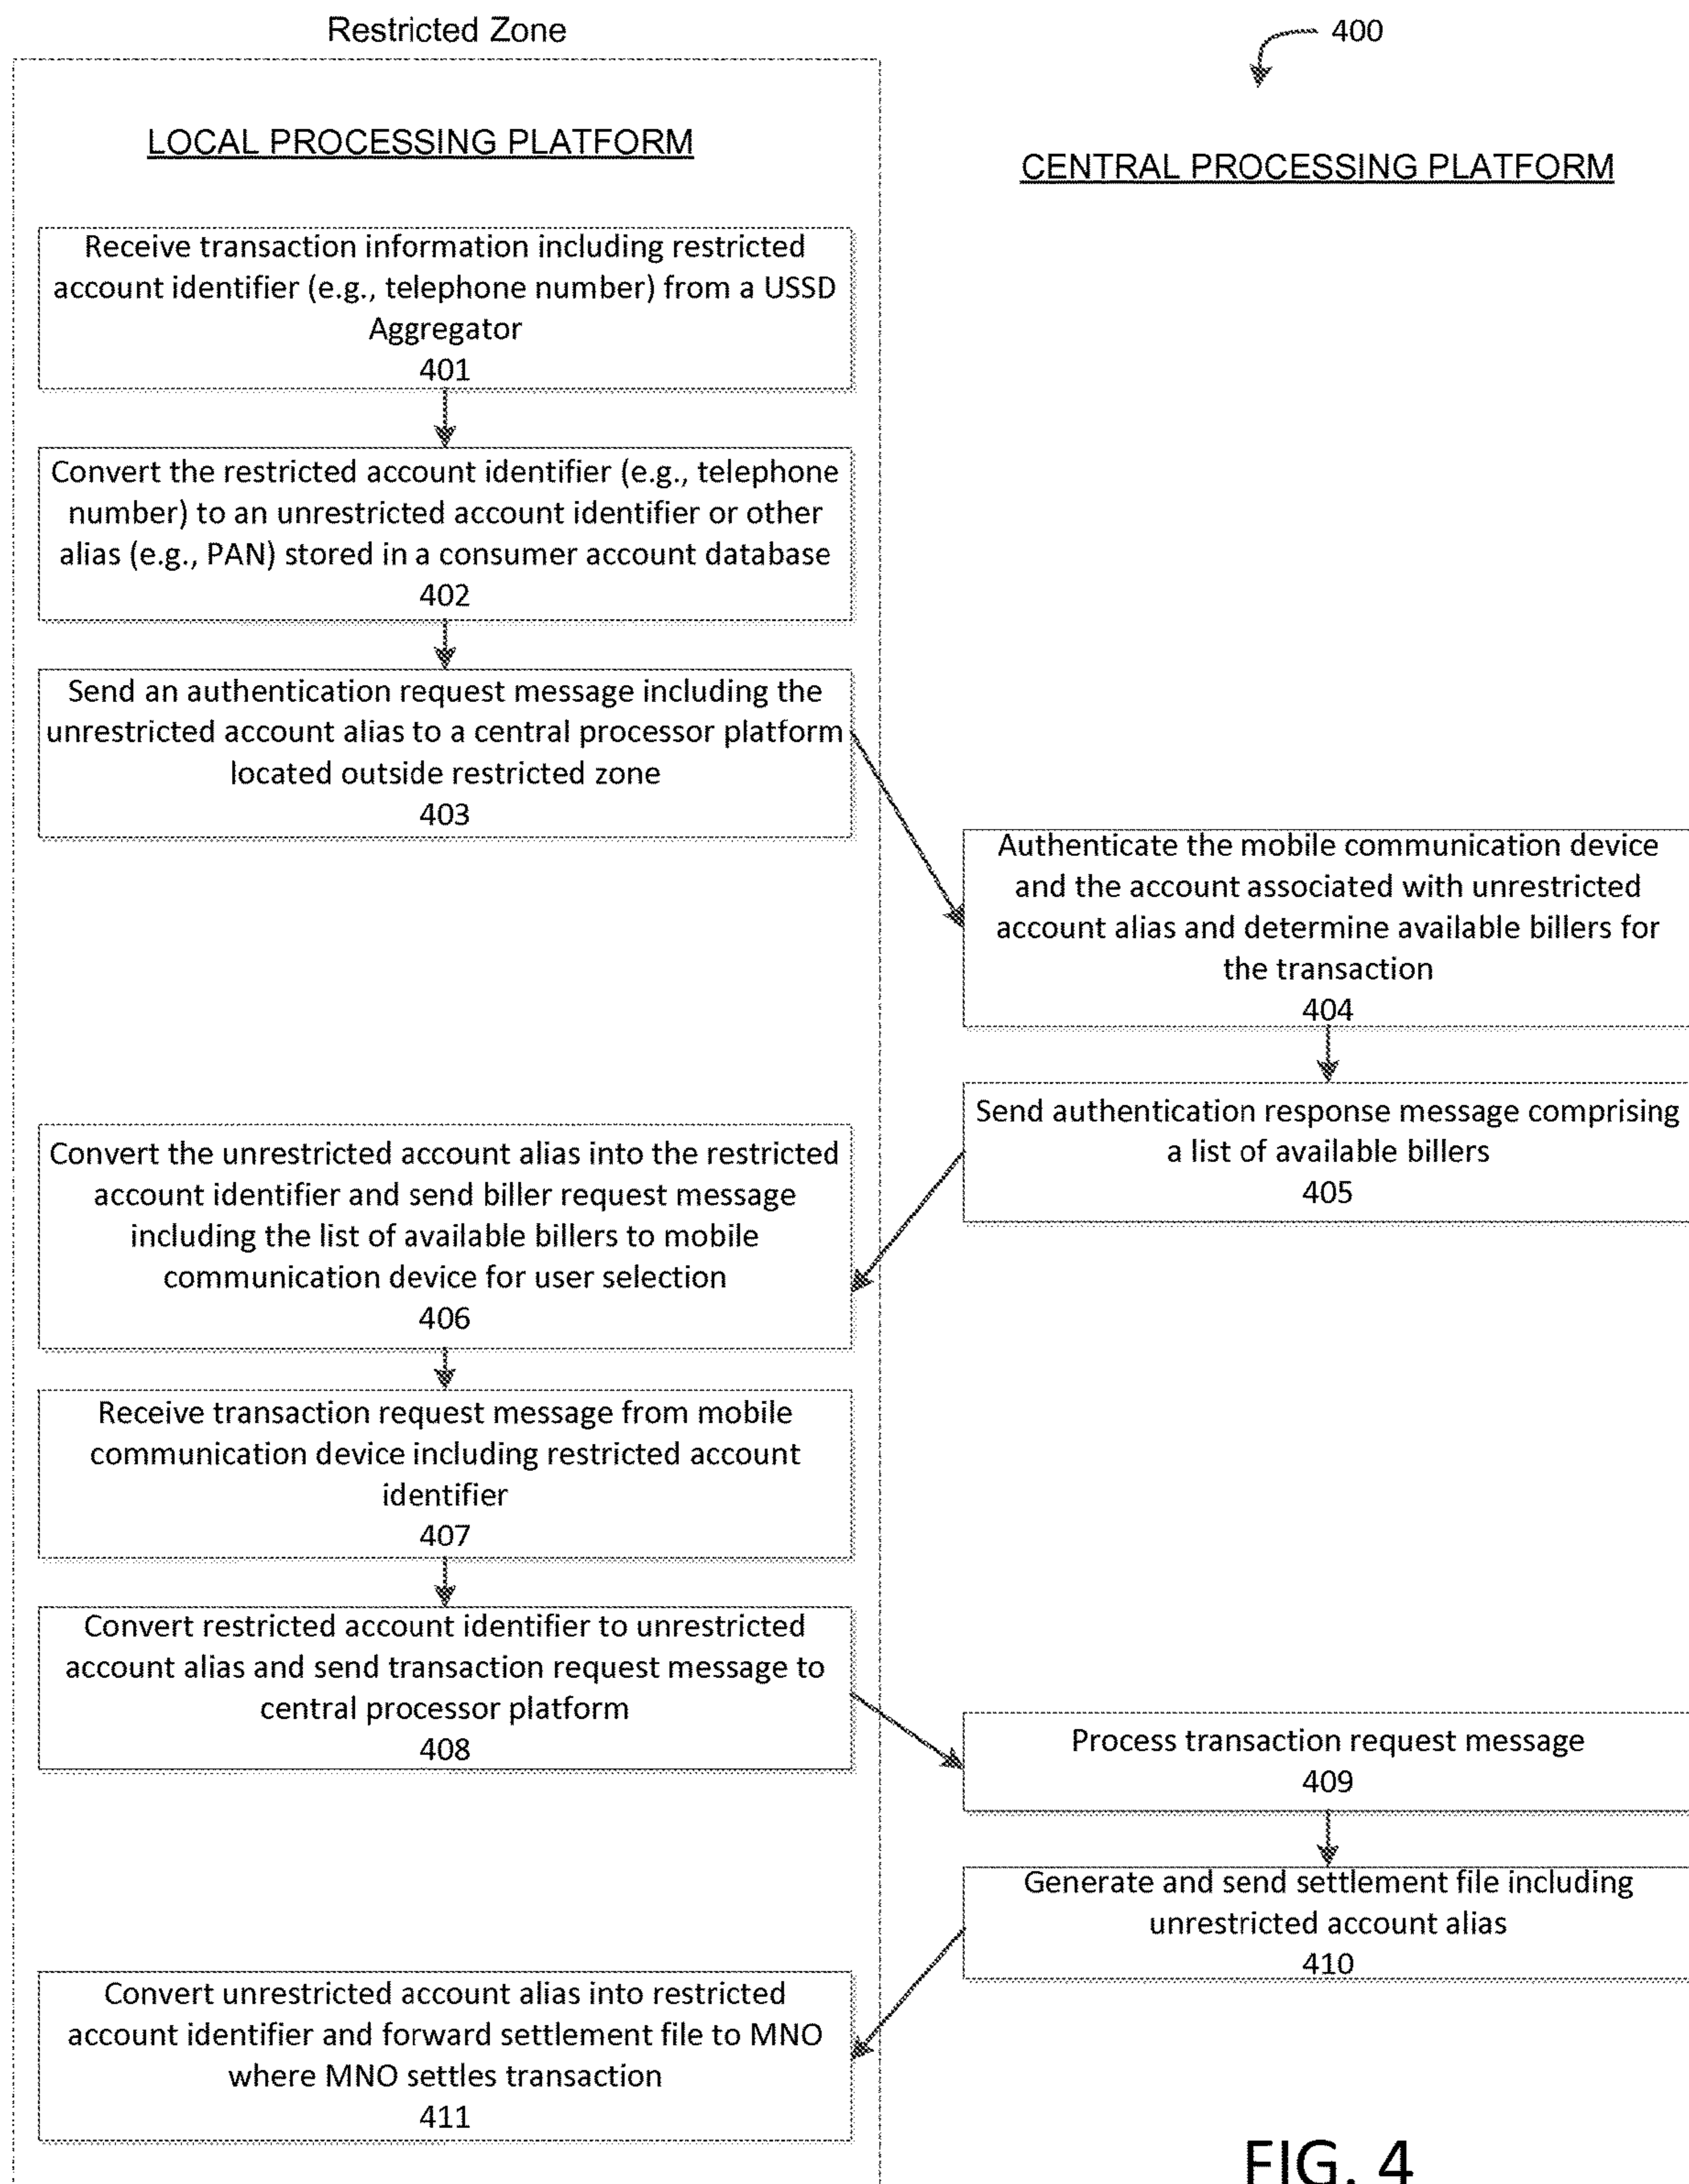 Restricted Zone
400
LOCAL PROCESSING PLATFORM
CENTRAL PROCESSING PLATFORM
Receive transaction information including restricted
account identifier (e.g., telephone number) from a USSD
Aggregator
401
Convert the restricted account identifier (e.g., telephone
number) to an unrestricted account identifier or other
alias (e.g., PAN) stored in a consumer account database
402
Send an authentication request message including the
unrestricted account alias to a central processor platform
located outside restricted zone
403
Authenticate the mobile communication device
and the account associated with unrestricted
account alias and determine available billers for
the transaction
404
Send authentication response message comprising
a list of available billers
405
Convert the unrestricted account alias into the restricted
account identifier and send biller request message
including the list of available billers to mobile
communication device for user selection
406
Receive transaction request message from mobile
communication device including restricted account
identifier
407
Convert restricted account identifier to unrestricted
account alias and send transaction request message to
central processor platform
408
Process transaction request message
409
Generate and send settlement file including
unrestricted account alias
410
Convert unrestricted account alias into restricted
account identifier and forward settlement file to MNO
where MNO settles transaction
411
FIG. 4